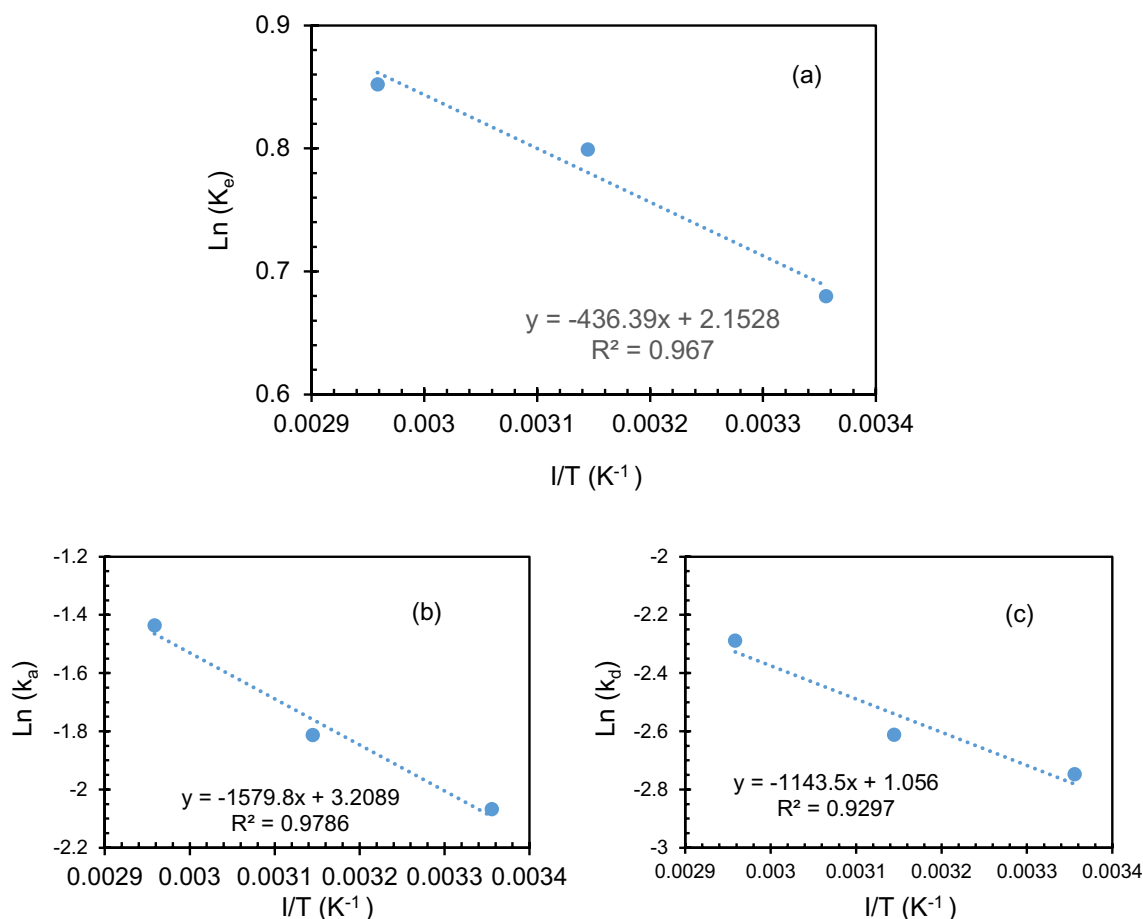 0.9
(a)
0.8
Ln (Kₑ)
0.7
y = -436.39x + 2.1528
R² = 0.967
0.6
0.0029 0.003 0.0031 0.0032 0.0033 0.0034
I/T (K⁻¹)
-1.2
(b)
-1.4
-1.6
Ln (kₐ)
-1.8
-2
y = -1579.8x + 3.2089
R² = 0.9786
-2.2
0.0029 0.003 0.0031 0.0032 0.0033 0.0034
I/T (K⁻¹)
-2
(c)
-2.2
-2.4
Ln (k_d)
-2.6
-2.8
y = -1143.5x + 1.056
R² = 0.9297
-3
0.0029 0.003 0.0031 0.0032 0.0033 0.0034
I/T (K⁻¹)